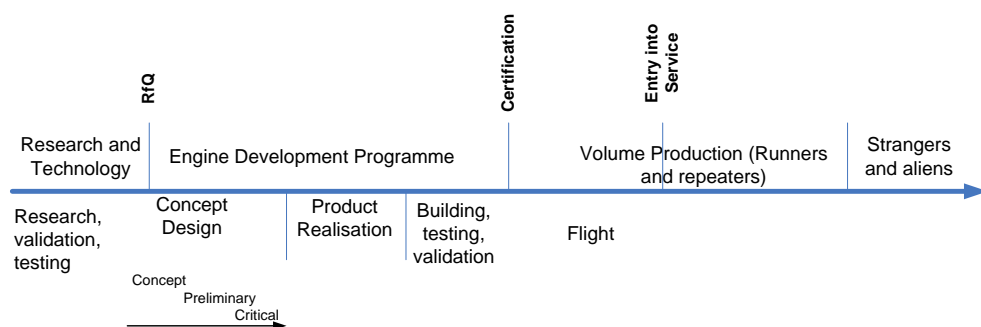 RfQ
Certification
Entry into
Service
Research and
Technology
Engine Development Programme
Volume Production (Runners
and repeaters)
Strangers
and aliens
Research,
validation,
testing
Concept
Design
Product
Realisation
Building,
testing,
validation
Flight
Concept
Preliminary
Critical